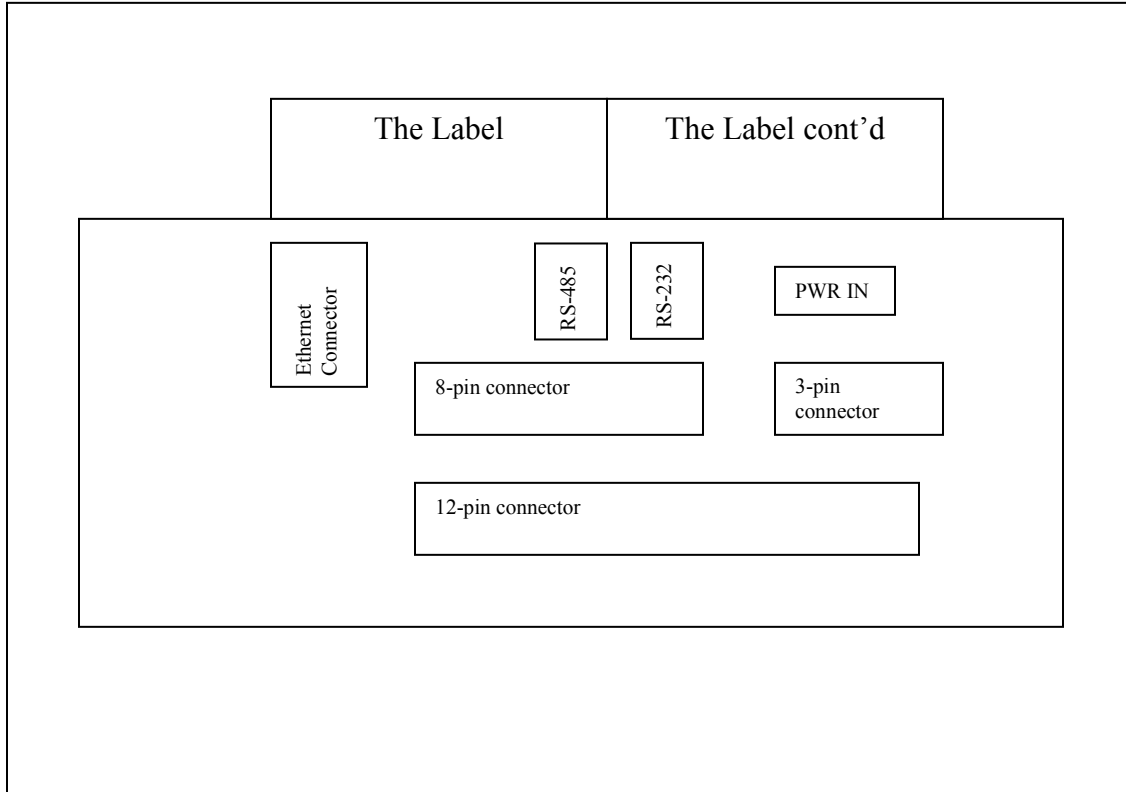 The Label
The Label cont’d
Ethernet
Connector
RS-485
RS-232
PWR IN
8-pin connector
3-pin
connector
12-pin connector